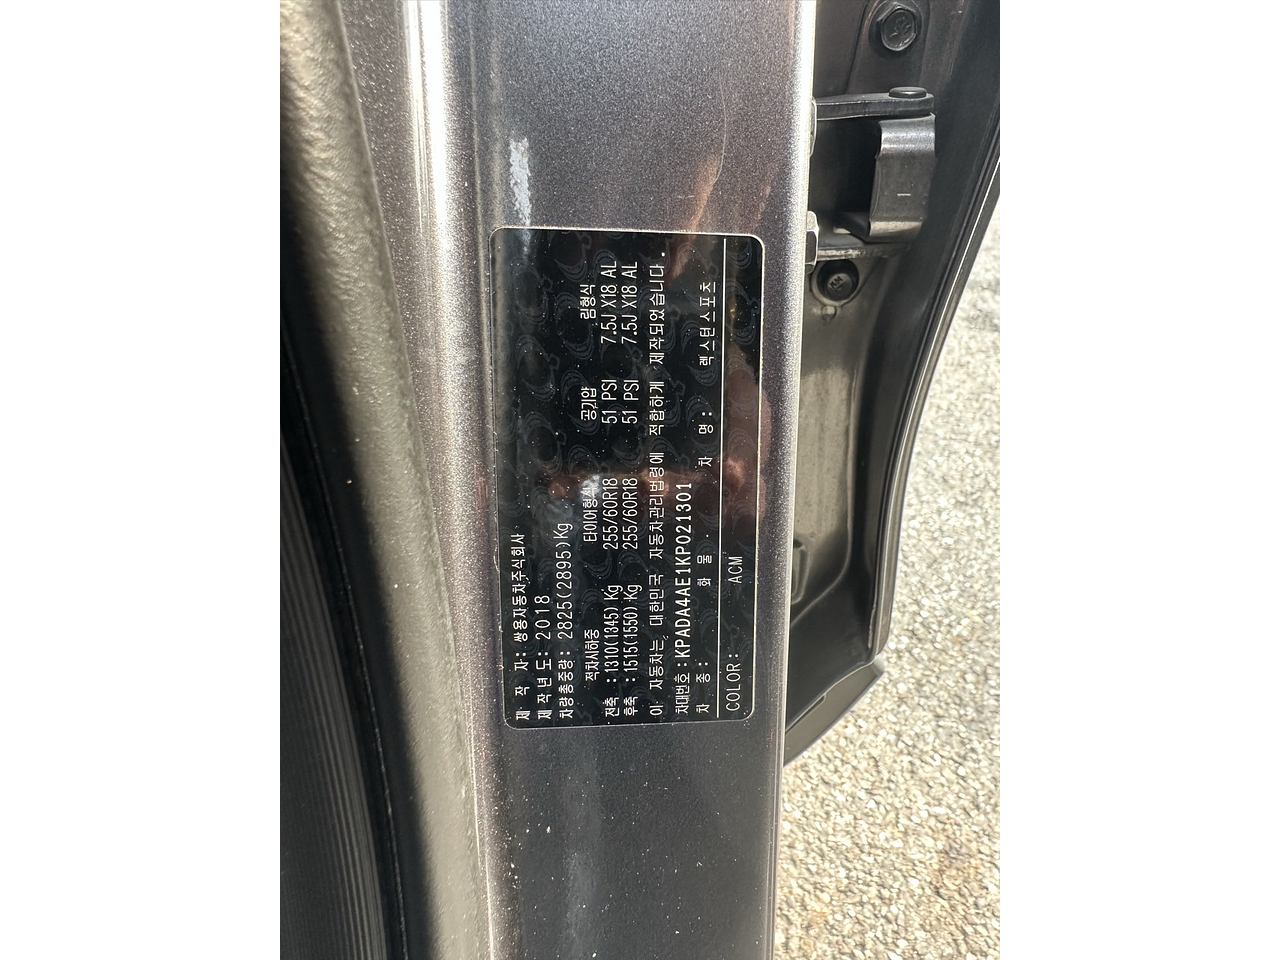 제 작 자: 쌍용자동차주식회사
제작년도: 2018
차량총중량: 2825(2895)Kg
적차시하중 타이어형식 공기압 림형식
전축 : 1310(1345) Kg 255/60R18 51 PSI 7.5J X18 AL
후축 : 1515(1550) Kg 255/60R18 51 PSI 7.5J X18 AL
이 자동차는, 대한민국 자동차관리법령에 적합하게 제작되었습니다.
차대번호:KPADA4AE1KP021301
차 종: 화 물 차 명: 렉스턴스포츠
COLOR: ACM